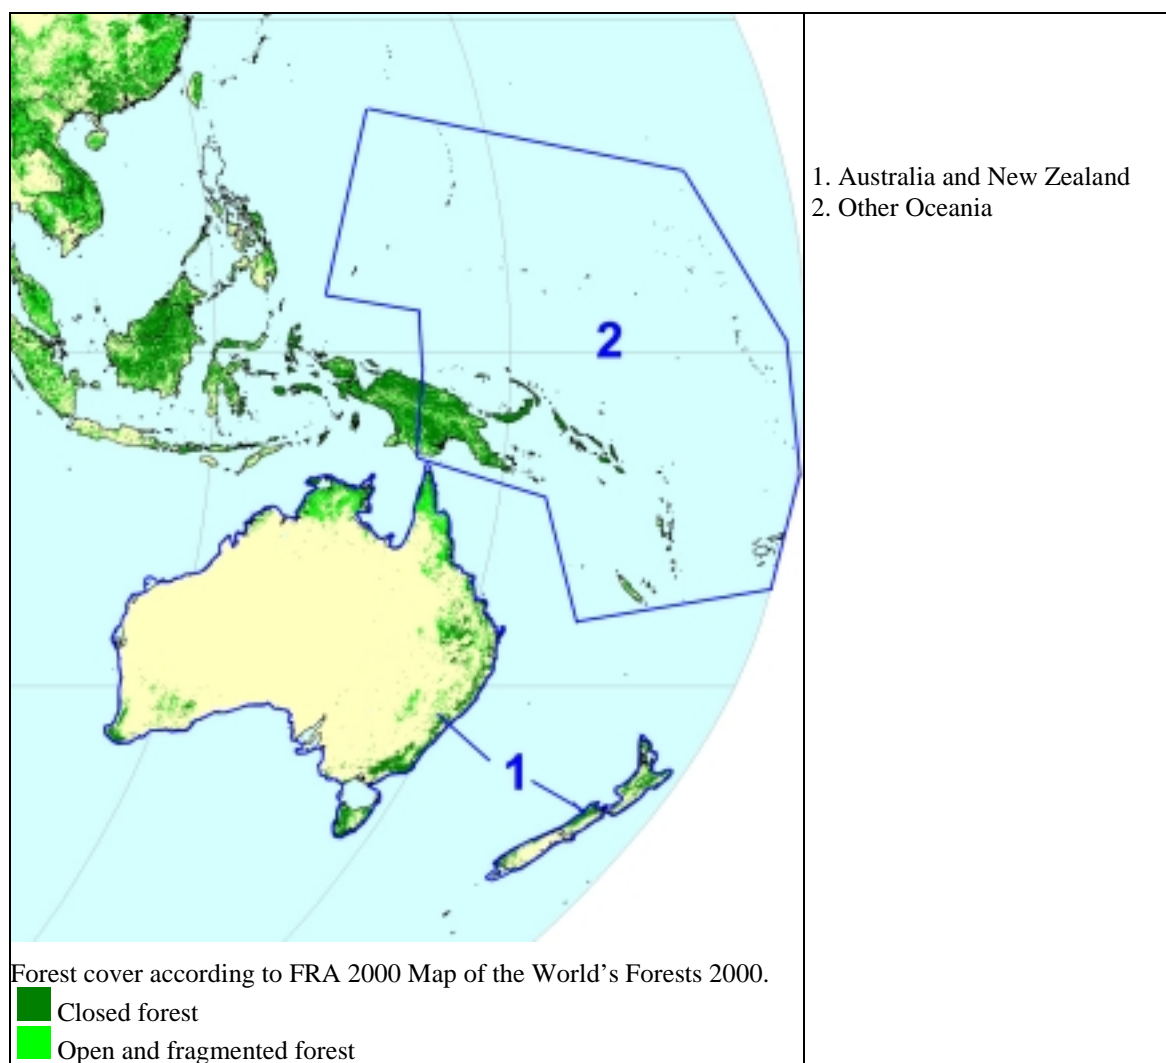 1. Australia and New Zealand
2. Other Oceania
2
1
Forest cover according to FRA 2000 Map of the World’s Forests 2000.
Closed forest
Open and fragmented forest